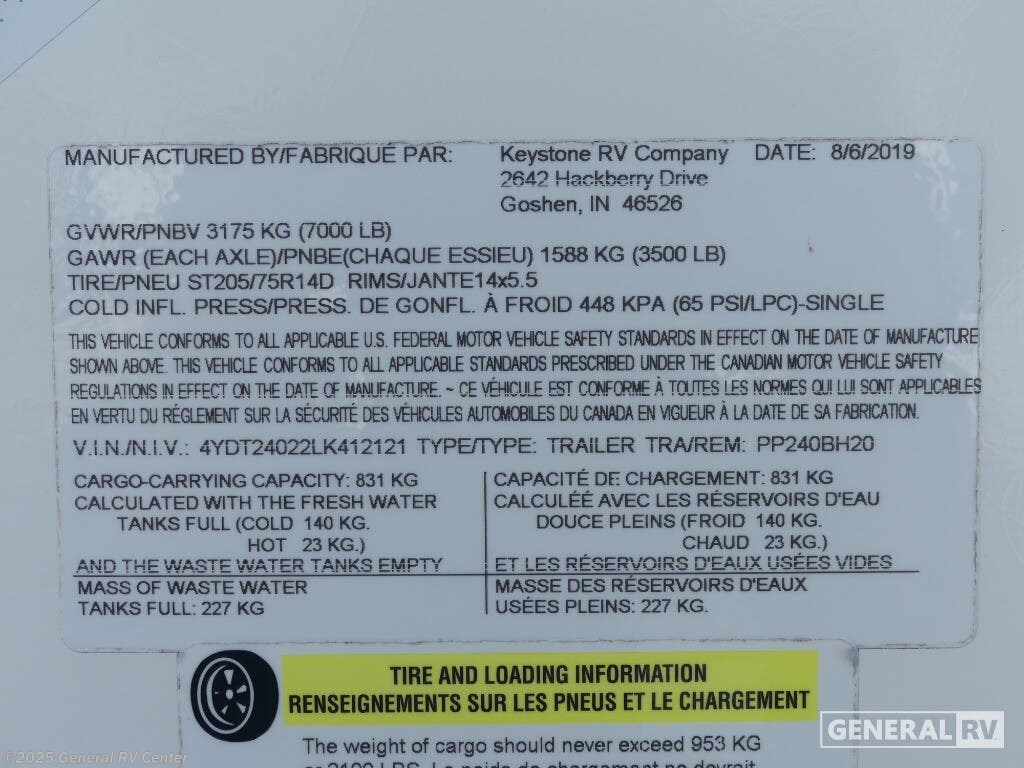 MANUFACTURED BY/FABRIQUÉ PAR: Keystone RV Company DATE: 8/6/2019
2642 Hackberry Drive
Goshen, IN 46526
GVWR/PNBV 3175 KG (7000 LB)
GAWR (EACH AXLE)/PNBE(CHAQUE ESSIEU) 1588 KG (3500 LB)
TIRE/PNEU ST205/75R14D RIMS/JANTE14x5.5
COLD INFL. PRESS/PRESS. DE GONFL. À FROID 448 KPA (65 PSI/LPC)-SINGLE
THIS VEHICLE CONFORMS TO ALL APPLICABLE U.S. FEDERAL MOTOR VEHICLE SAFETY STANDARDS IN EFFECT ON THE DATE OF MANUFACTURE
SHOWN ABOVE. THIS VEHICLE CONFORMS TO ALL APPLICABLE STANDARDS PRESCRIBED UNDER THE CANADIAN MOTOR VEHICLE SAFETY
REGULATIONS IN EFFECT ON THE DATE OF MANUFACTURE. ~ CE VÉHICULE EST CONFORME À TOUTES LES NORMES QUI LUI SONT APPLICABLES
EN VERTU DU RÉGLEMENT SUR LA SÉCURITÉ DES VÉHICULES AUTOMOBILES DU CANADA EN VIGUEUR À LA DATE DE SA FABRICATION.
V.I.N./N.I.V.: 4YDT24022LK412121 TYPE/TYPE: TRAILER TRA/REM: PP240BH20
CARGO-CARRYING CAPACITY: 831 KG
CALCULATED WITH THE FRESH WATER
TANKS FULL (COLD 140 KG.
HOT 23 KG.)
AND THE WASTE WATER TANKS EMPTY
MASS OF WASTE WATER
TANKS FULL: 227 KG
CAPACITÉ DE CHARGEMENT: 831 KG
CALCULÉE AVEC LES RÉSERVOIRS D'EAU
DOUCE PLEINS (FROID 140 KG.
CHAUD 23 KG.)
ET LES RÉSERVOIRS D'EAUX USÉES VIDES
MASSE DES RÉSERVOIRS D'EAUX
USÉES PLEINS: 227 KG.
TIRE AND LOADING INFORMATION
RENSEIGNEMENTS SUR LES PNEUS ET LE CHARGEMENT
The weight of cargo should never exceed 953 KG
or 2100 LBS. Le poids de chargement ne devrait
GENERAL RV
©2025 General RV Center